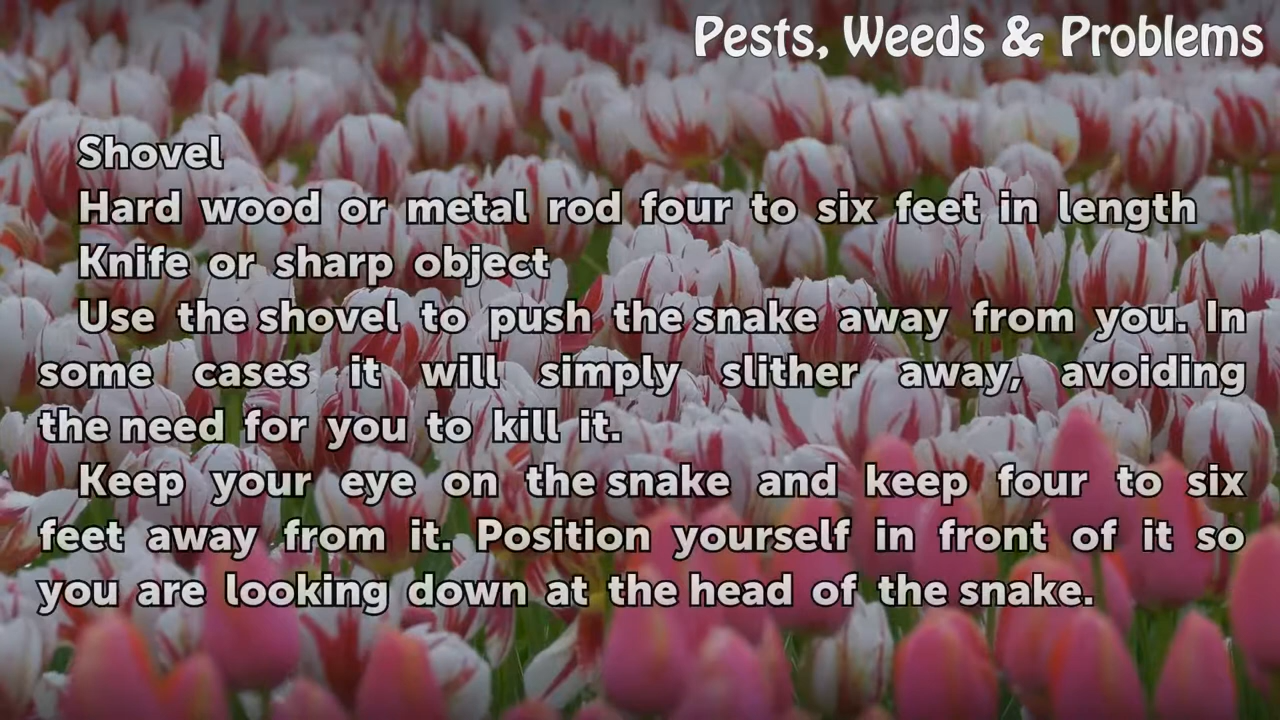 Pests, Weeds & Problems
Shovel
Hard wood or metal rod four to six feet in length
Knife or sharp object
Use the shovel to push the snake away from you. In
some cases it will simply slither away, avoiding
the need for you to kill it.
Keep your eye on the snake and keep four to six
feet away from it. Position yourself in front of it so
you are looking down at the head of the snake.